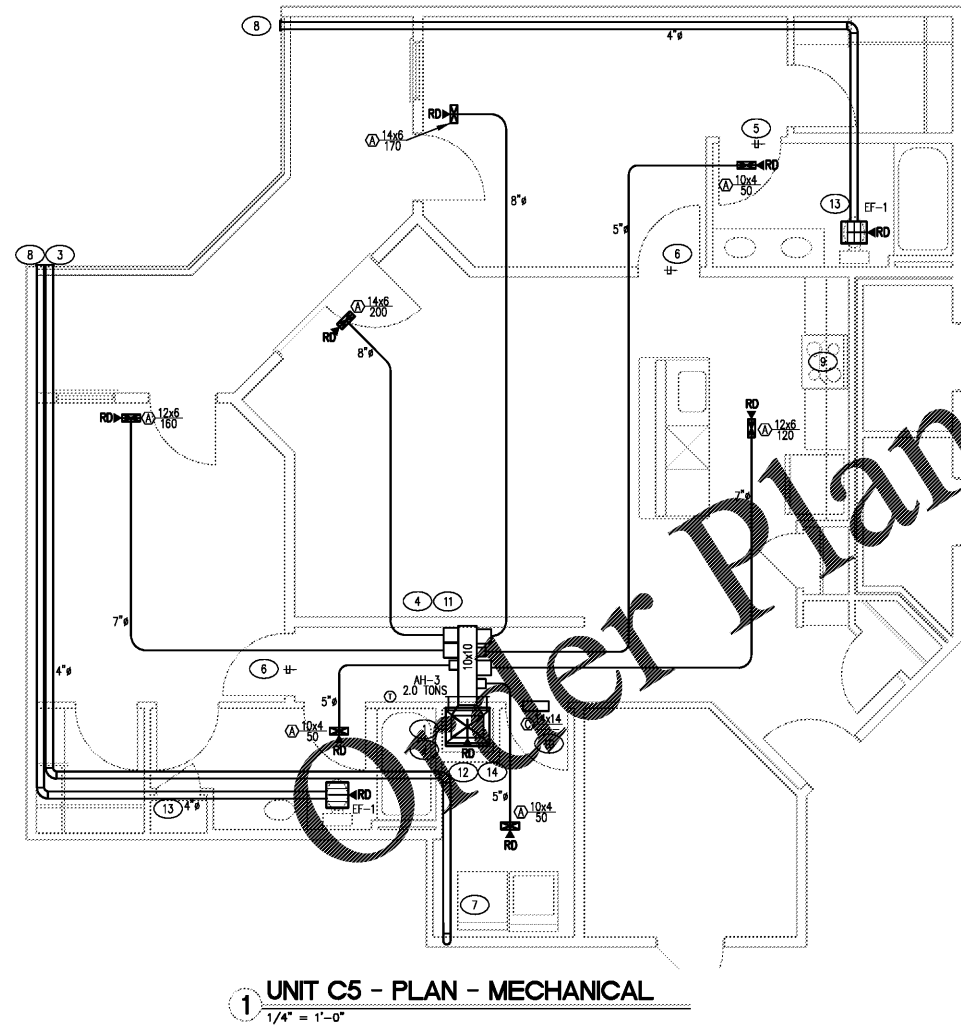 8
4"ø
RD
A 14x6
170
5
RD
A 10x4
50
8"ø
5"ø
13
EF-1
RD
8
3
6
A 14x6
200
RD
8"ø
9
RD
A 12x6
160
RD
A 12x6
120
7"ø
7"ø
4
11
10x10
4"ø
6
AH-3
2.0 TONS
5"ø
T
A 10x4
50
RD
14x14
RD
12
14
RD
EF-1
13
4"ø
5"ø
A 10x4
50
RD
7
Order Plan
1
UNIT C5 - PLAN - MECHANICAL
1/4" = 1'-0"